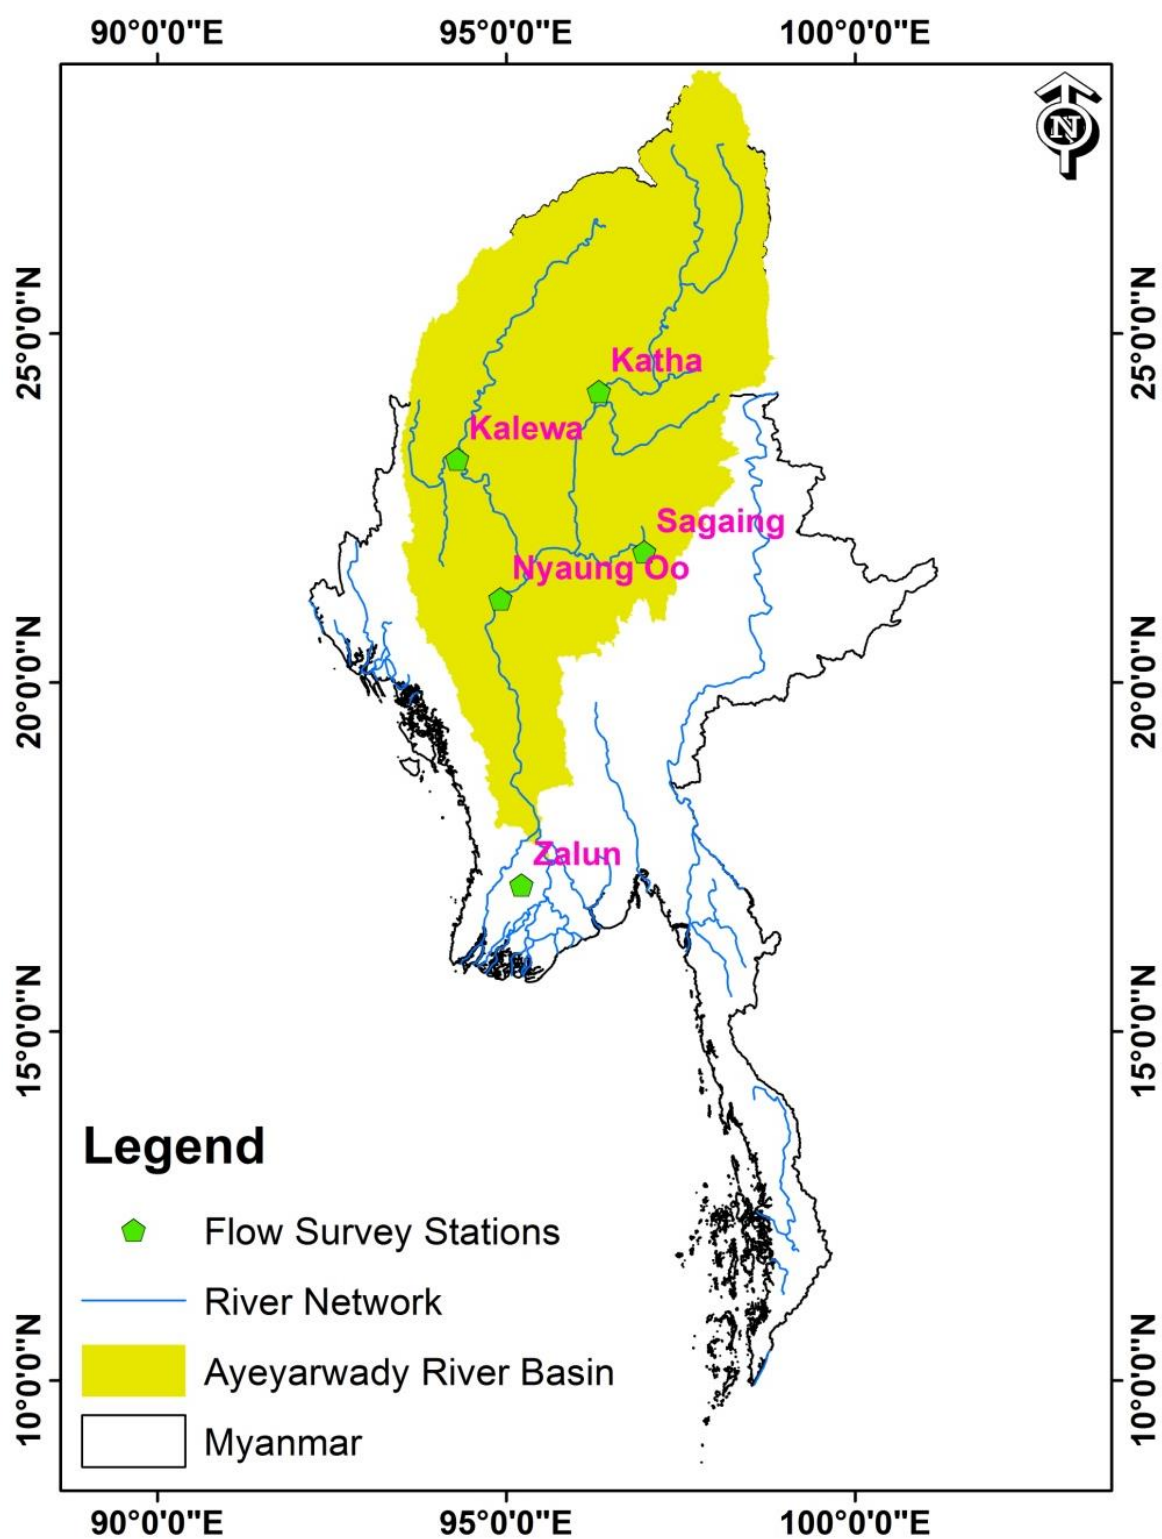 90°0'0"E 95°0'0"E 100°0'0"E
N
25°0'0"N 25°0'0"N
Katha
Kalewa
Sagaing
Nyaung Oo
20°0'0"N 20°0'0"N
Zalun
15°0'0"N 15°0'0"N
Legend
Flow Survey Stations
River Network
Ayeyarwady River Basin
Myanmar
10°0'0"N 10°0'0"N
90°0'0"E 95°0'0"E 100°0'0"E